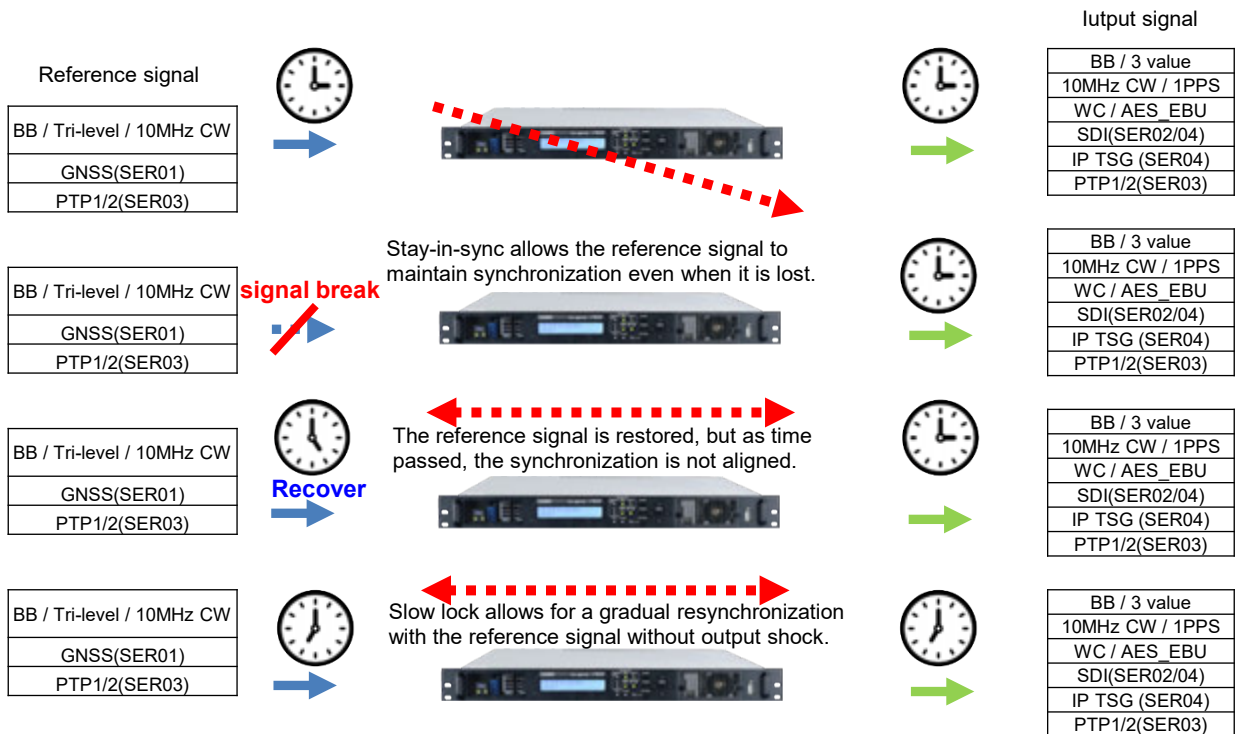 Iutput signal
Reference signal
BB / Tri-level / 10MHz CW
GNSS(SER01)
PTP1/2(SER03)
BB / 3 value
10MHz CW / 1PPS
WC / AES_EBU
SDI(SER02/04)
IP TSG (SER04)
PTP1/2(SER03)
BB / Tri-level / 10MHz CW
GNSS(SER01)
PTP1/2(SER03)
signal break
Stay-in-sync allows the reference signal to
maintain synchronization even when it is lost.
BB / 3 value
10MHz CW / 1PPS
WC / AES_EBU
SDI(SER02/04)
IP TSG (SER04)
PTP1/2(SER03)
BB / Tri-level / 10MHz CW
GNSS(SER01)
PTP1/2(SER03)
Recover
The reference signal is restored, but as time
passed, the synchronization is not aligned.
BB / 3 value
10MHz CW / 1PPS
WC / AES_EBU
SDI(SER02/04)
IP TSG (SER04)
PTP1/2(SER03)
BB / Tri-level / 10MHz CW
GNSS(SER01)
PTP1/2(SER03)
Slow lock allows for a gradual resynchronization
with the reference signal without output shock.
BB / 3 value
10MHz CW / 1PPS
WC / AES_EBU
SDI(SER02/04)
IP TSG (SER04)
PTP1/2(SER03)